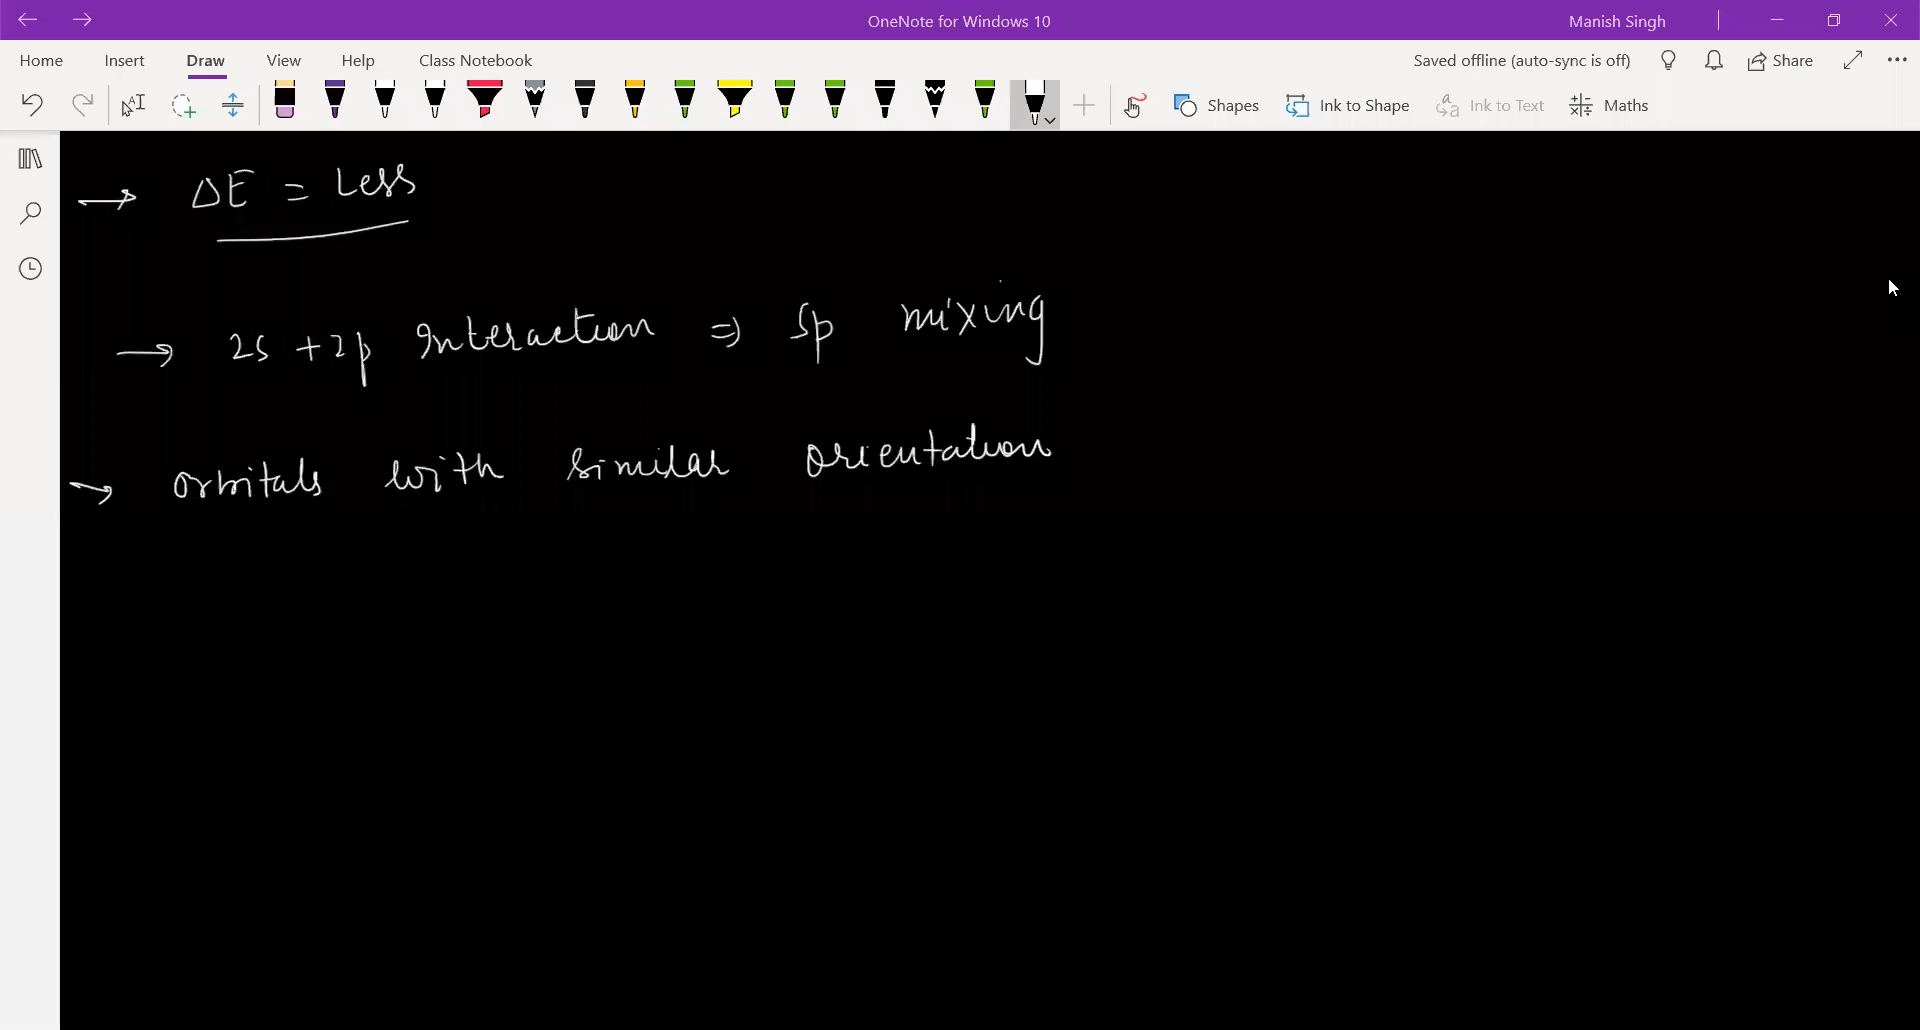 OneNote for Windows 10
Manish Singh
Home Insert Draw View Help Class Notebook
Saved offline (auto-sync is off) Share
Shapes Ink to Shape Ink to Text Maths
→ ΔE = Less
→ 2s + 2p Interaction ⇒ Sp mixing
→ orbitals with similar orientation